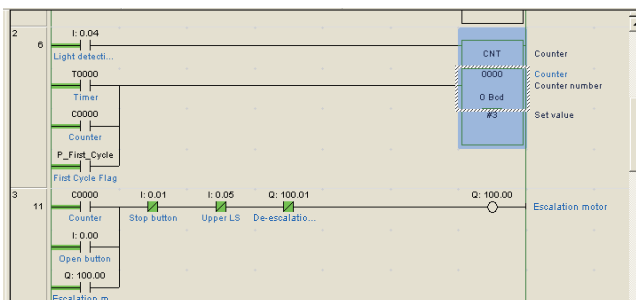 2
6
I: 0.04
Light detecti...
CNT
Counter
T0000
Timer
0000
Counter
Counter number
0 Bcd
C0000
Counter
#3
Set value
P_First_Cycle
First Cycle Flag
3
11
C0000
Counter
I: 0.01
Stop button
I: 0.05
Upper LS
Q: 100.01
De-escalatio...
Q: 100.00
Escalation motor
I: 0.00
Open button
Q: 100.00
Escalation m...